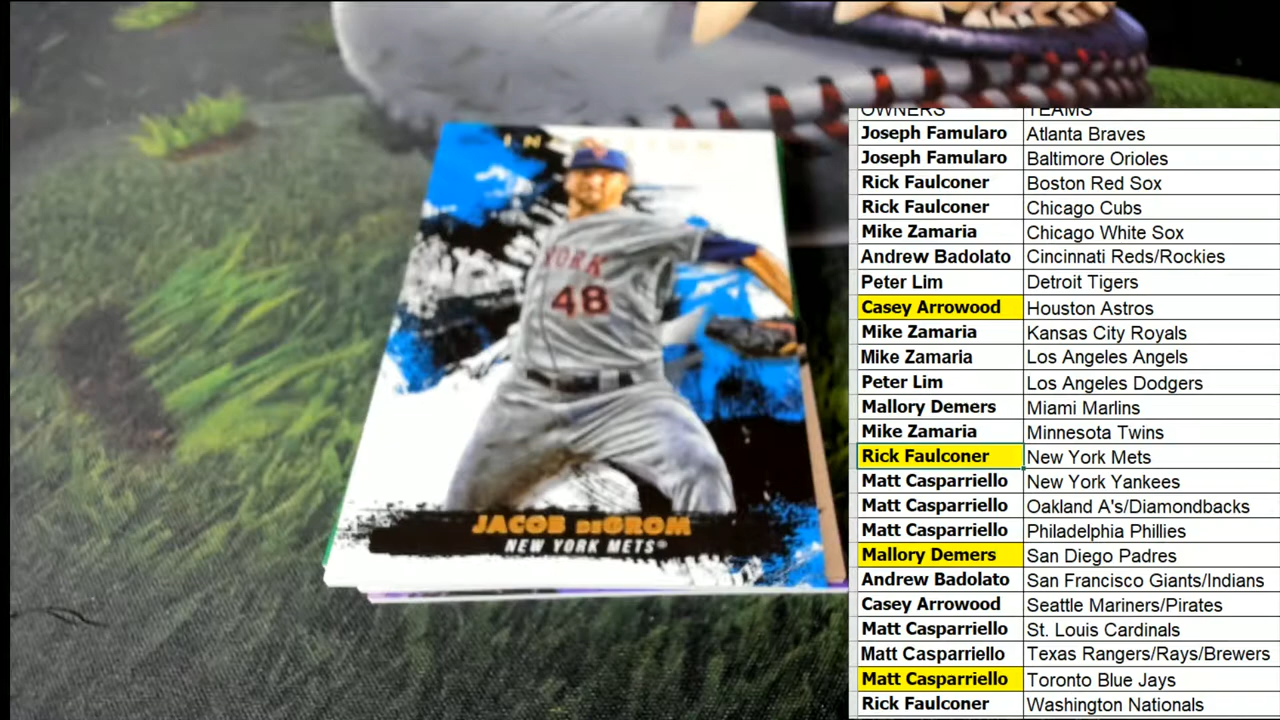 YORK
48
JACOB DEGROM
NEW YORK METS
OWNERS TEAMS
Joseph Famularo Atlanta Braves
Joseph Famularo Baltimore Orioles
Rick Faulconer Boston Red Sox
Rick Faulconer Chicago Cubs
Mike Zamaria Chicago White Sox
Andrew Badolato Cincinnati Reds/Rockies
Peter Lim Detroit Tigers
Casey Arrowood Houston Astros
Mike Zamaria Kansas City Royals
Mike Zamaria Los Angeles Angels
Peter Lim Los Angeles Dodgers
Mallory Demers Miami Marlins
Mike Zamaria Minnesota Twins
Rick Faulconer New York Mets
Matt Casparriello New York Yankees
Matt Casparriello Oakland A's/Diamondbacks
Matt Casparriello Philadelphia Phillies
Mallory Demers San Diego Padres
Andrew Badolato San Francisco Giants/Indians
Casey Arrowood Seattle Mariners/Pirates
Matt Casparriello St. Louis Cardinals
Matt Casparriello Texas Rangers/Rays/Brewers
Matt Casparriello Toronto Blue Jays
Rick Faulconer Washington Nationals